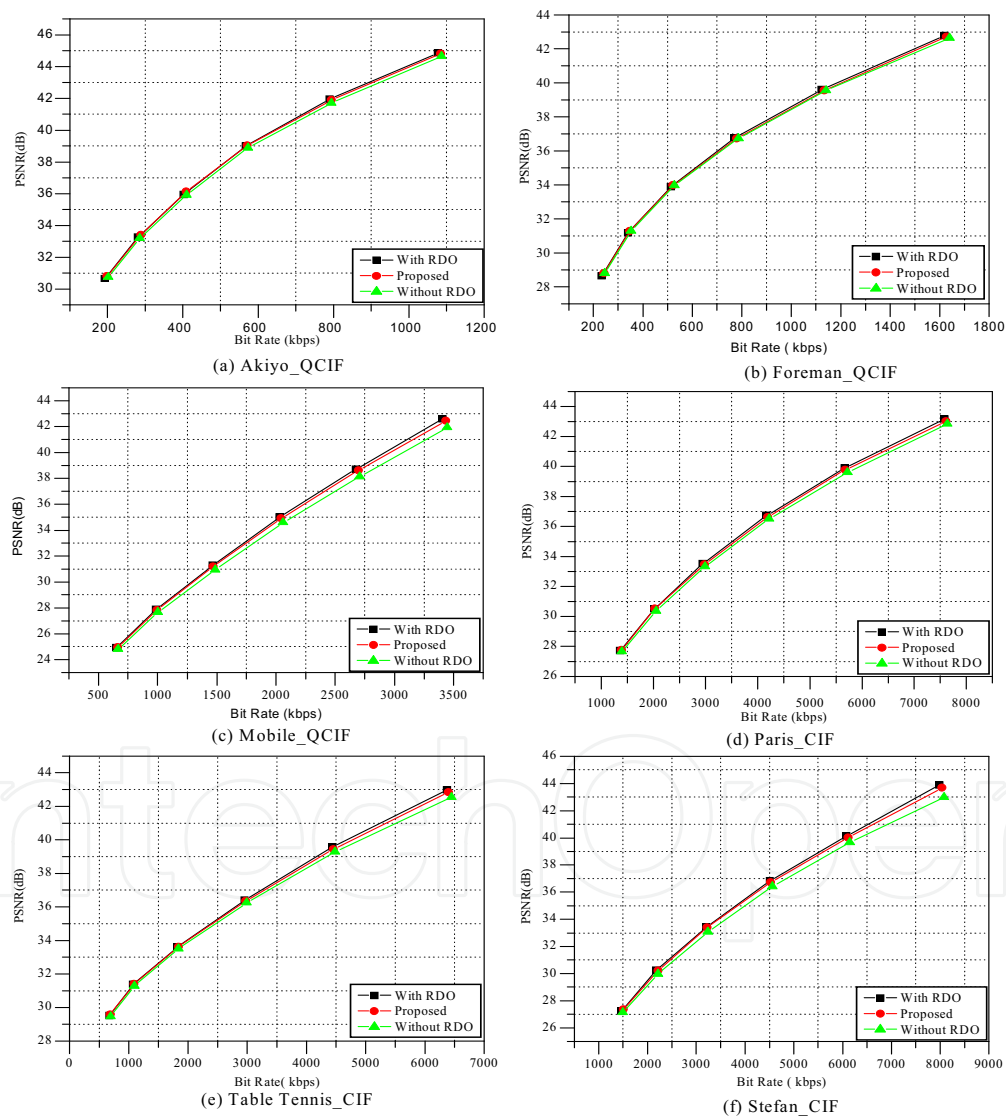 46
45
42
39
36
33
30
PSNR(dB)
With RDO
Proposed
Without RDO
200 400 600 800 1000 1200
Bit Rate (kbps)
(a) Akiyo_QCIF
44
42
40
38
36
34
32
30
28
PSNR(dB)
With RDO
Proposed
Without RDO
200 400 600 800 1000 1200 1400 1600 1800
Bit Rate ( kbps)
(b) Foreman_QCIF
44
42
40
38
36
34
32
30
28
26
24
PSNR(dB)
With RDO
Proposed
Without RDO
500 1000 1500 2000 2500 3000 3500
Bit Rate (kbps)
(c) Mobile_QCIF
44
42
40
38
36
34
32
30
28
26
PSNR(dB)
With RDO
Proposed
Without RDO
1000 2000 3000 4000 5000 6000 7000 8000
Bit Rate (kbps)
(d) Paris_CIF
44
42
40
38
36
34
32
30
28
PSNR(dB)
With RDO
Proposed
Without RDO
0 1000 2000 3000 4000 5000 6000 7000
Bit Rate( kbps)
(e) Table Tennis_CIF
46
44
42
40
38
36
34
32
30
28
26
PSNR(dB)
With RDO
Proposed
Without RDO
1000 2000 3000 4000 5000 6000 7000 8000 9000
Bit Rate(kbps)
(f) Stefan_CIF